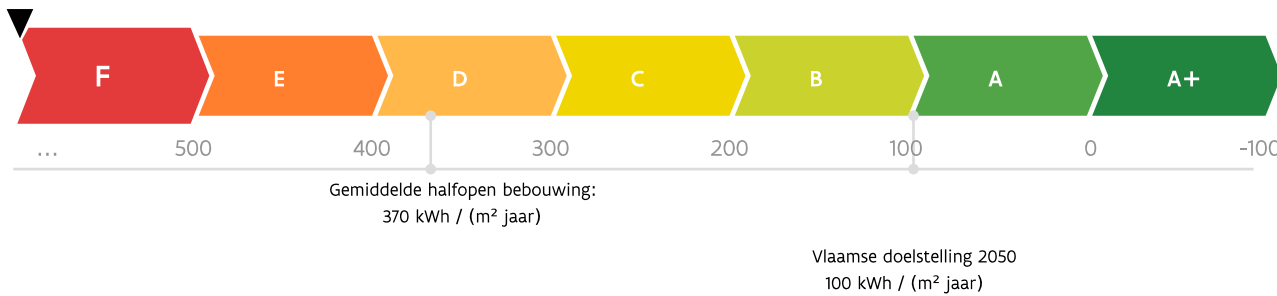 F E D C B A A+
... 500 400 300 200 100 0 -100
Gemiddelde halfopen bebouwing:
370 kWh / (m² jaar)
Vlaamse doelstelling 2050
100 kWh / (m² jaar)